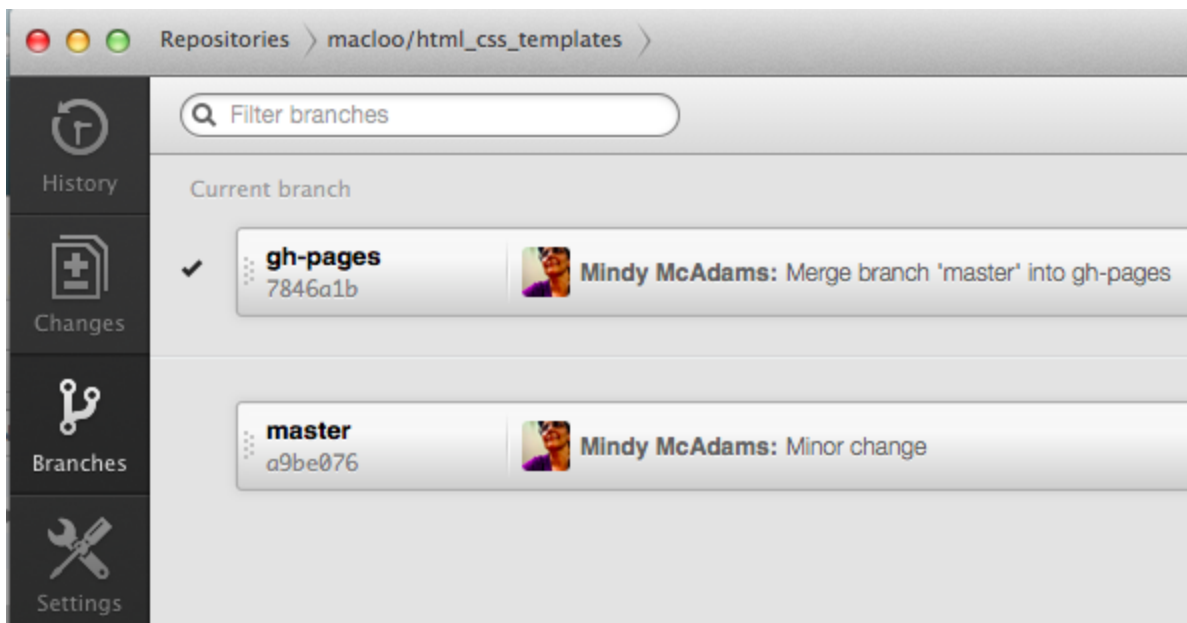 Repositories macloo/html_css_templates
Filter branches
History
Current branch
gh-pages
7846a1b
Mindy McAdams: Merge branch 'master' into gh-pages
Changes
master
a9be076
Mindy McAdams: Minor change
Branches
Settings